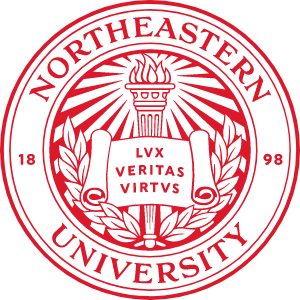 NORTHEASTERN
18 98
LVX
VERITAS
VIRTVS
UNIVERSITY